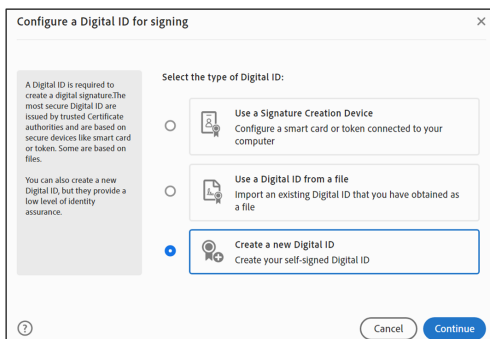 Configure a Digital ID for signing
×
A Digital ID is required to
create a digital signature.The
most secure Digital ID are
issued by trusted Certificate
authorities and are based on
secure devices like smart card
or token. Some are based on
files.
You can also create a new
Digital ID, but they provide a
low level of identity
assurance.
Select the type of Digital ID:
Use a Signature Creation Device
Configure a smart card or token connected to your
computer
Use a Digital ID from a file
Import an existing Digital ID that you have obtained as
a file
Create a new Digital ID
Create your self-signed Digital ID
?
Cancel
Continue